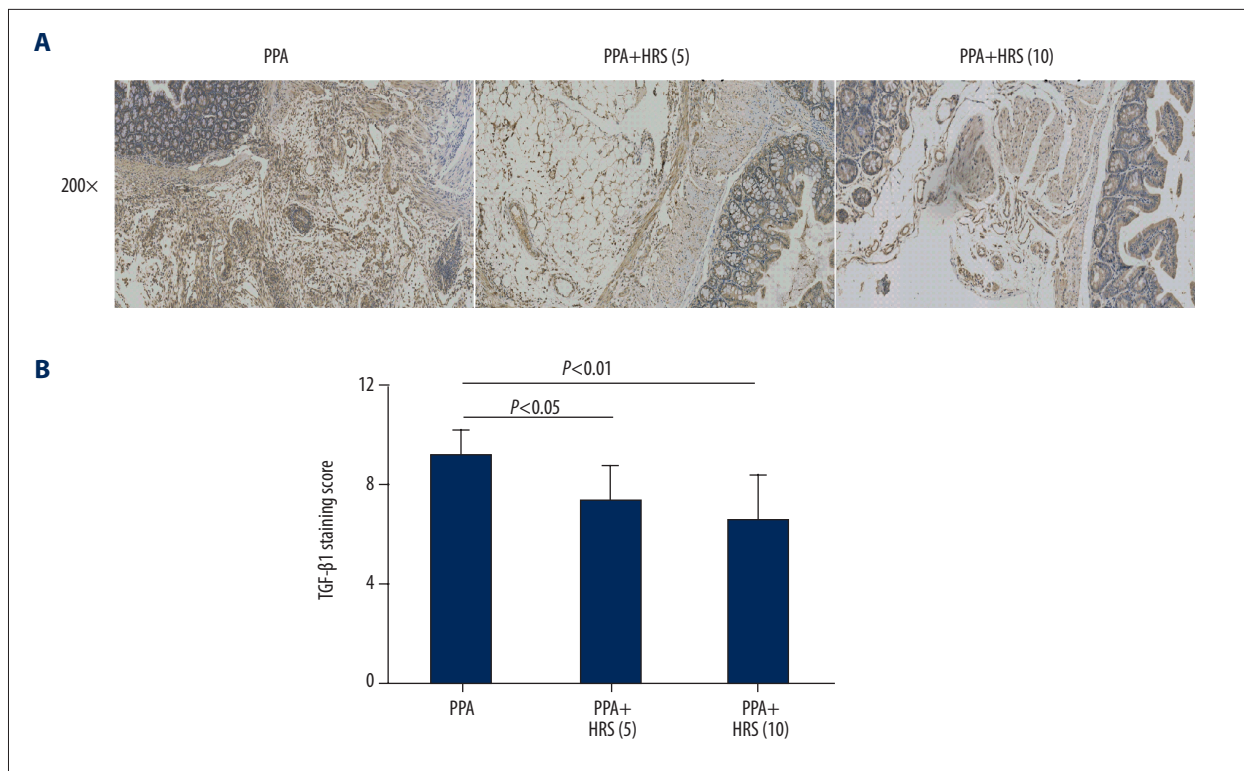 A
PPA
PPA+HRS (5)
PPA+HRS (10)
200×
B
P<0.01
P<0.05
12
8
4
0
TGF-β1 staining score
PPA
PPA+
HRS (5)
PPA+
HRS (10)